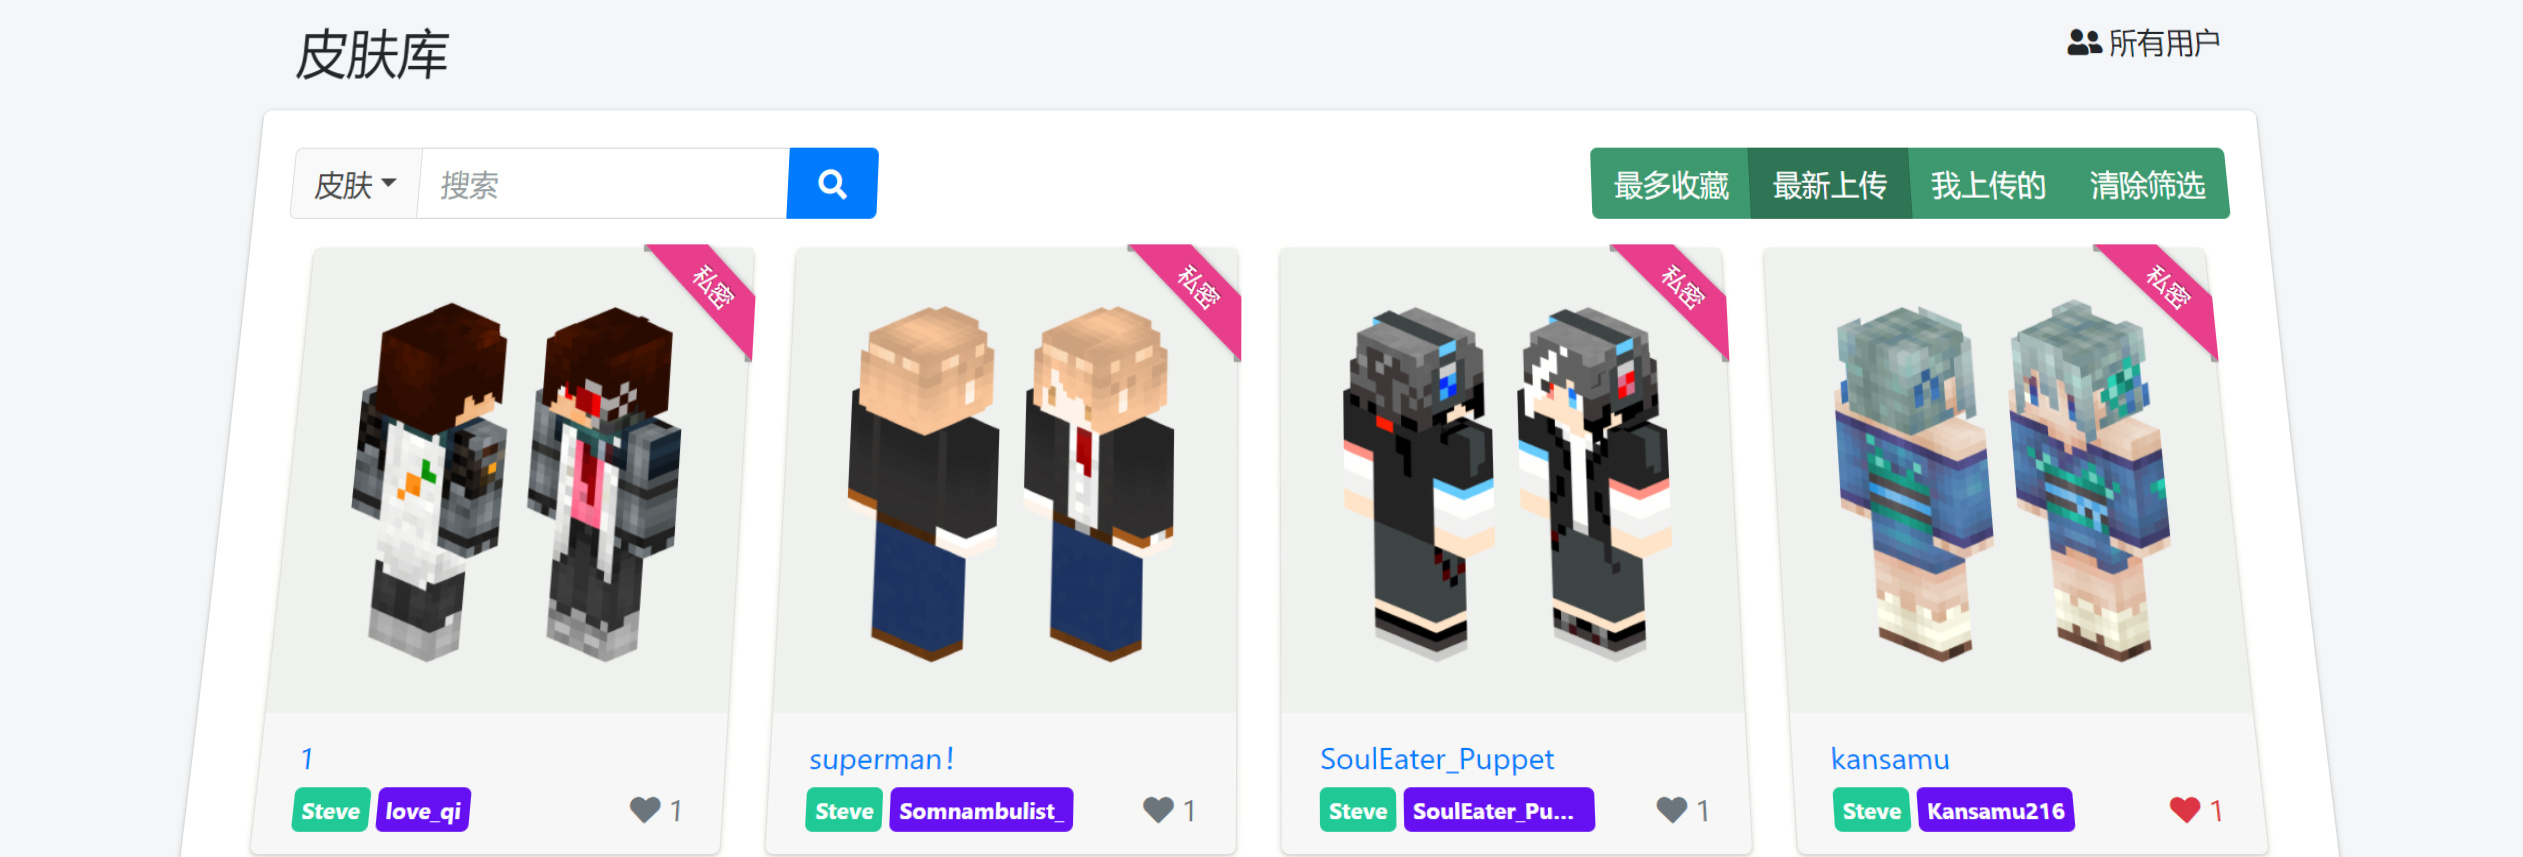 皮肤库
所有用户
皮肤
搜索
最多收藏 最新上传 我上传的 清除筛选
私密
私密
私密
私密
1
Steve love_qi 1
superman!
Steve Somnambulist_ 1
SoulEater_Puppet
Steve SoulEater_Pu... 1
kansamu
Steve Kansamu216 1